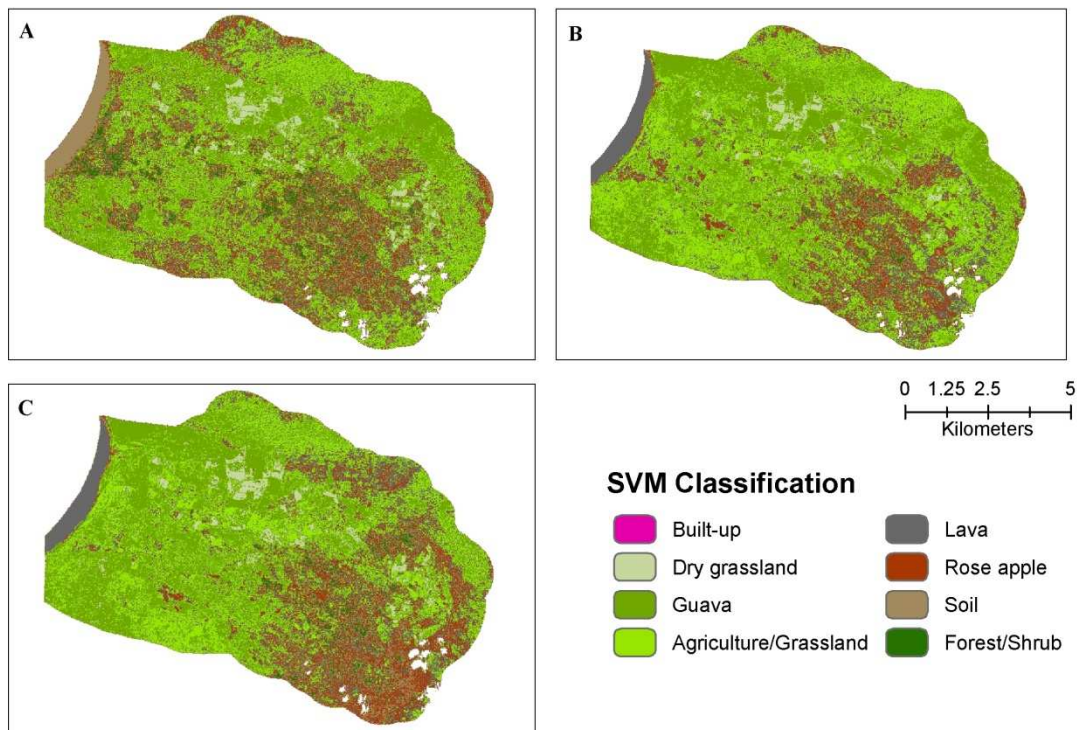 A
B
C
0 1.25 2.5 5
Kilometers
SVM Classification
Built-up
Dry grassland
Guava
Agriculture/Grassland
Lava
Rose apple
Soil
Forest/Shrub